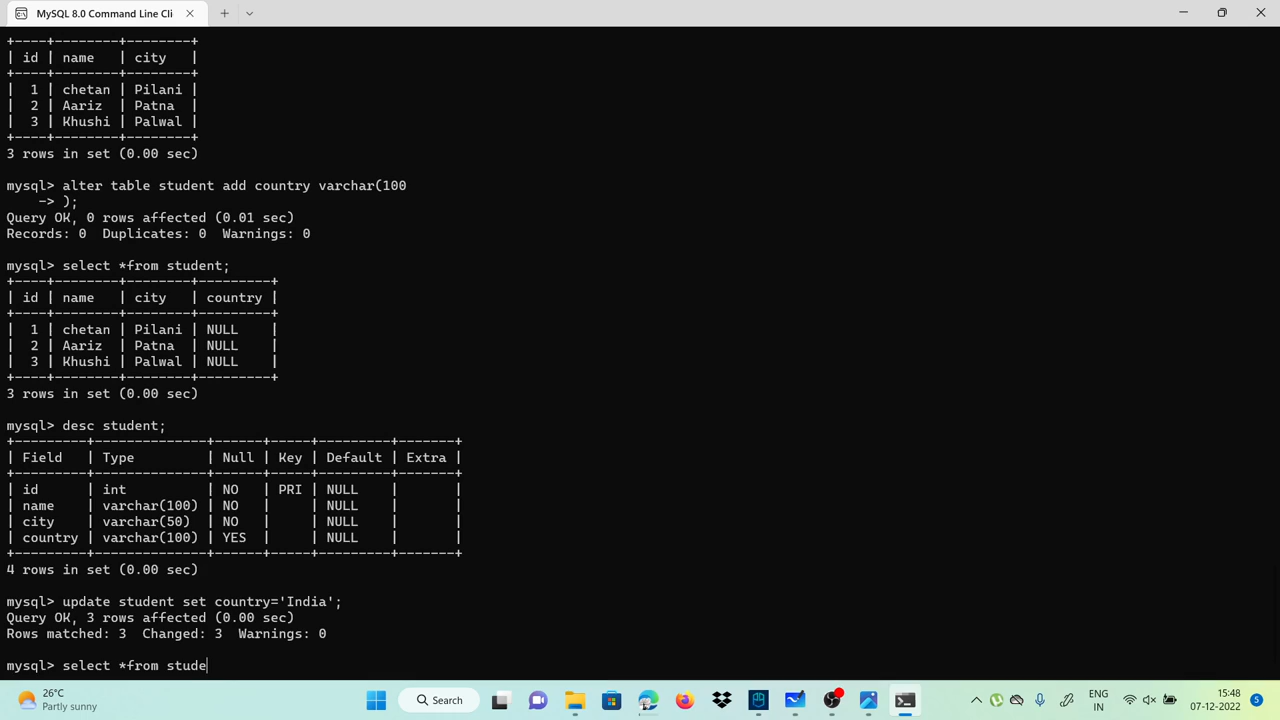 MySQL 8.0 Command Line Cli
+----+--------+--------+
| id | name   | city   |
+----+--------+--------+
|  1 | chetan | Pilani |
|  2 | Aariz  | Patna  |
|  3 | Khushi | Palwal |
+----+--------+--------+
3 rows in set (0.00 sec)
mysql> alter table student add country varchar(100
    -> );
Query OK, 0 rows affected (0.01 sec)
Records: 0  Duplicates: 0  Warnings: 0
mysql> select *from student;
+----+--------+--------+---------+
| id | name   | city   | country |
+----+--------+--------+---------+
|  1 | chetan | Pilani | NULL    |
|  2 | Aariz  | Patna  | NULL    |
|  3 | Khushi | Palwal | NULL    |
+----+--------+--------+---------+
3 rows in set (0.00 sec)
mysql> desc student;
+---------+--------------+------+-----+---------+-------+
| Field   | Type         | Null | Key | Default | Extra |
+---------+--------------+------+-----+---------+-------+
| id      | int          | NO   | PRI | NULL    |       |
| name    | varchar(100) | NO   |     | NULL    |       |
| city    | varchar(50)  | NO   |     | NULL    |       |
| country | varchar(100) | YES  |     | NULL    |       |
+---------+--------------+------+-----+---------+-------+
4 rows in set (0.00 sec)
mysql> update student set country='India';
Query OK, 3 rows affected (0.00 sec)
Rows matched: 3  Changed: 3  Warnings: 0
mysql> select *from stude
26°C
Partly sunny
Search
ENG
IN
15:48
07-12-2022
5